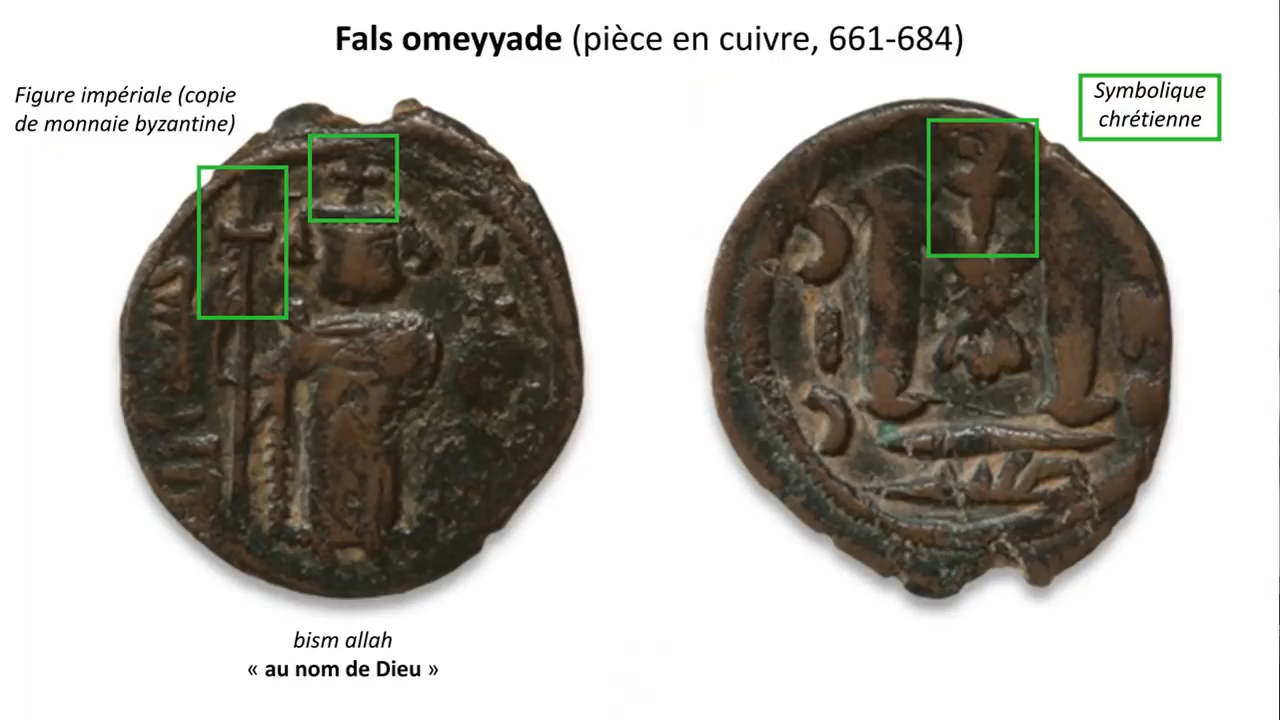 Fals omeyyade (pièce en cuivre, 661-684)
Figure impériale (copie
de monnaie byzantine)
Symbolique
chrétienne
bism allah
« au nom de Dieu »